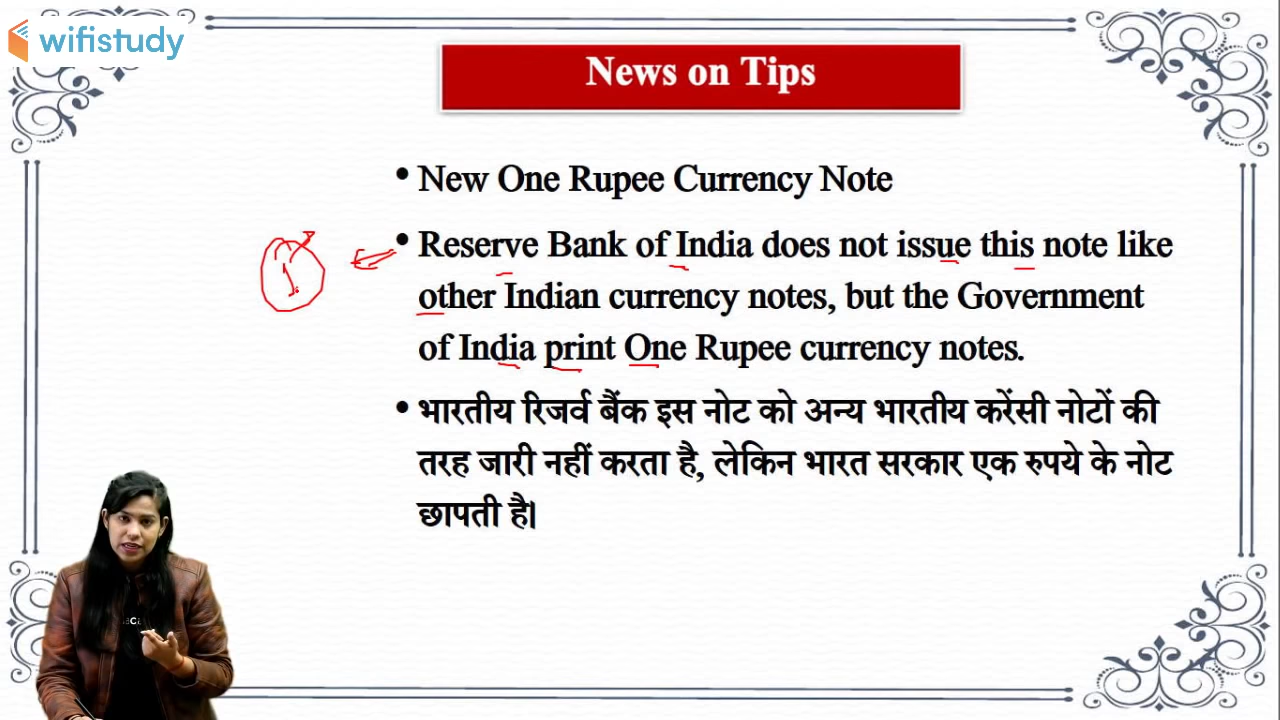 wifistudy
News on Tips
• New One Rupee Currency Note
• Reserve Bank of India does not issue this note like
other Indian currency notes, but the Government
of India print One Rupee currency notes.
• भारतीय रिजर्व बैंक इस नोट को अन्य भारतीय करेंसी नोटों की
तरह जारी नहीं करता है, लेकिन भारत सरकार एक रुपये के नोट
छापती है।
1